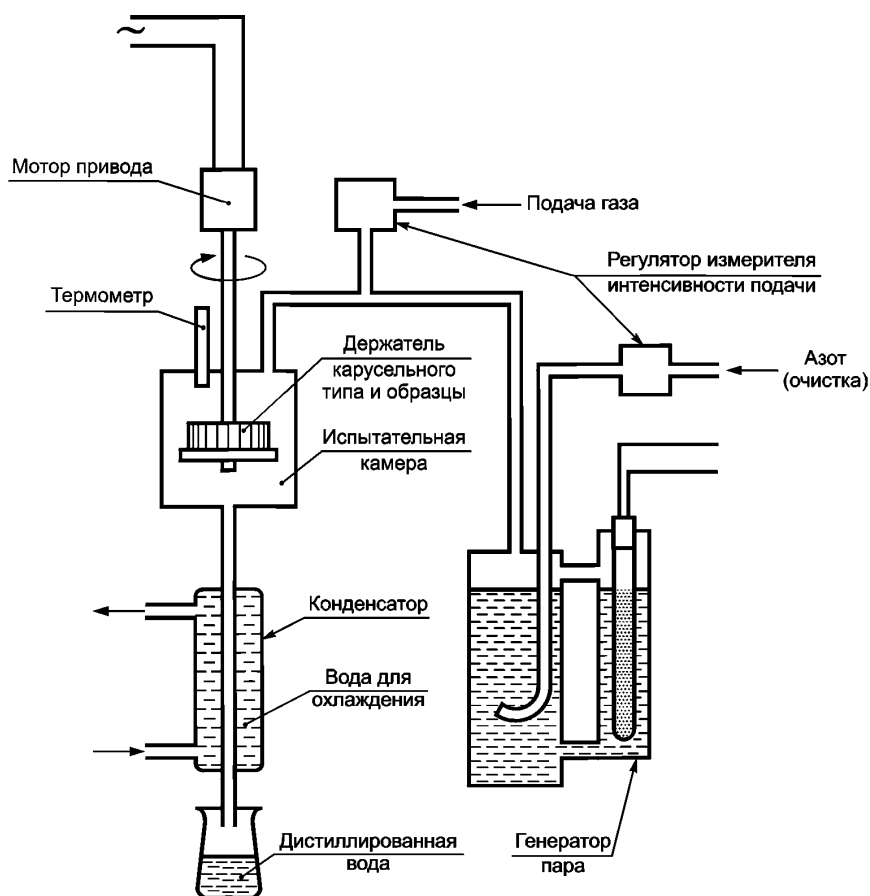 ~
Мотор привода
Подача газа
Регулятор измерителя
интенсивности подачи
Термометр
Держатель
карусельного
типа и образцы
Азот
(очистка)
Испытательная
камера
Конденсатор
Вода для
охлаждения
Дистиллированная
вода
Генератор
пара